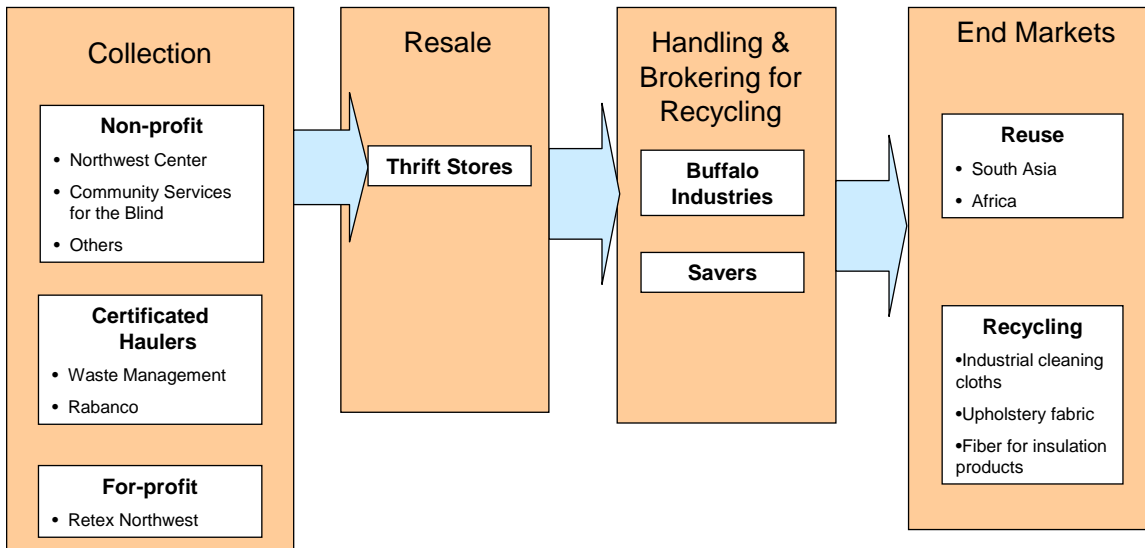 Collection
Non-profit
• Northwest Center
• Community Services
for the Blind
• Others
Certificated
Haulers
• Waste Management
• Rabanco
For-profit
• Retex Northwest
Resale
Thrift Stores
Handling &
Brokering for
Recycling
Buffalo
Industries
Savers
End Markets
Reuse
• South Asia
• Africa
Recycling
•Industrial cleaning
cloths
•Upholstery fabric
•Fiber for insulation
products